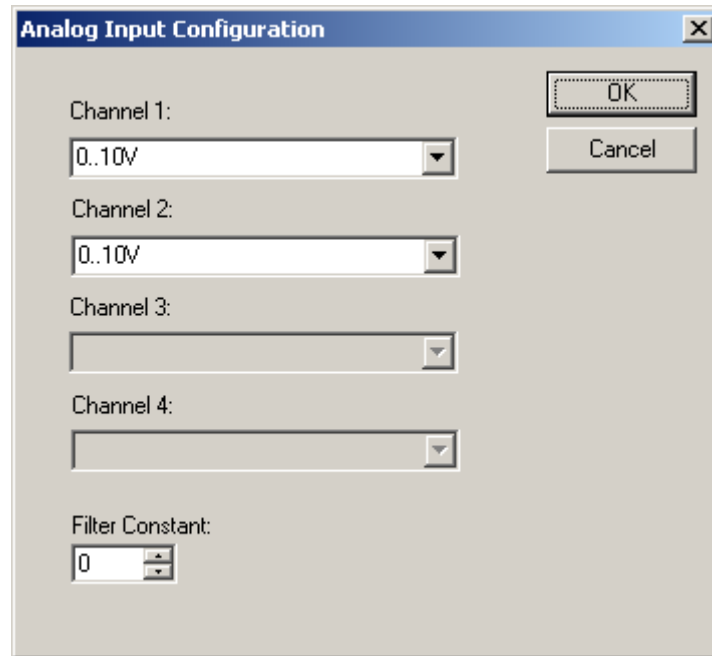 Analog Input Configuration
OK
Cancel
Channel 1:
0..10V
Channel 2:
0..10V
Channel 3:
Channel 4:
Filter Constant:
0